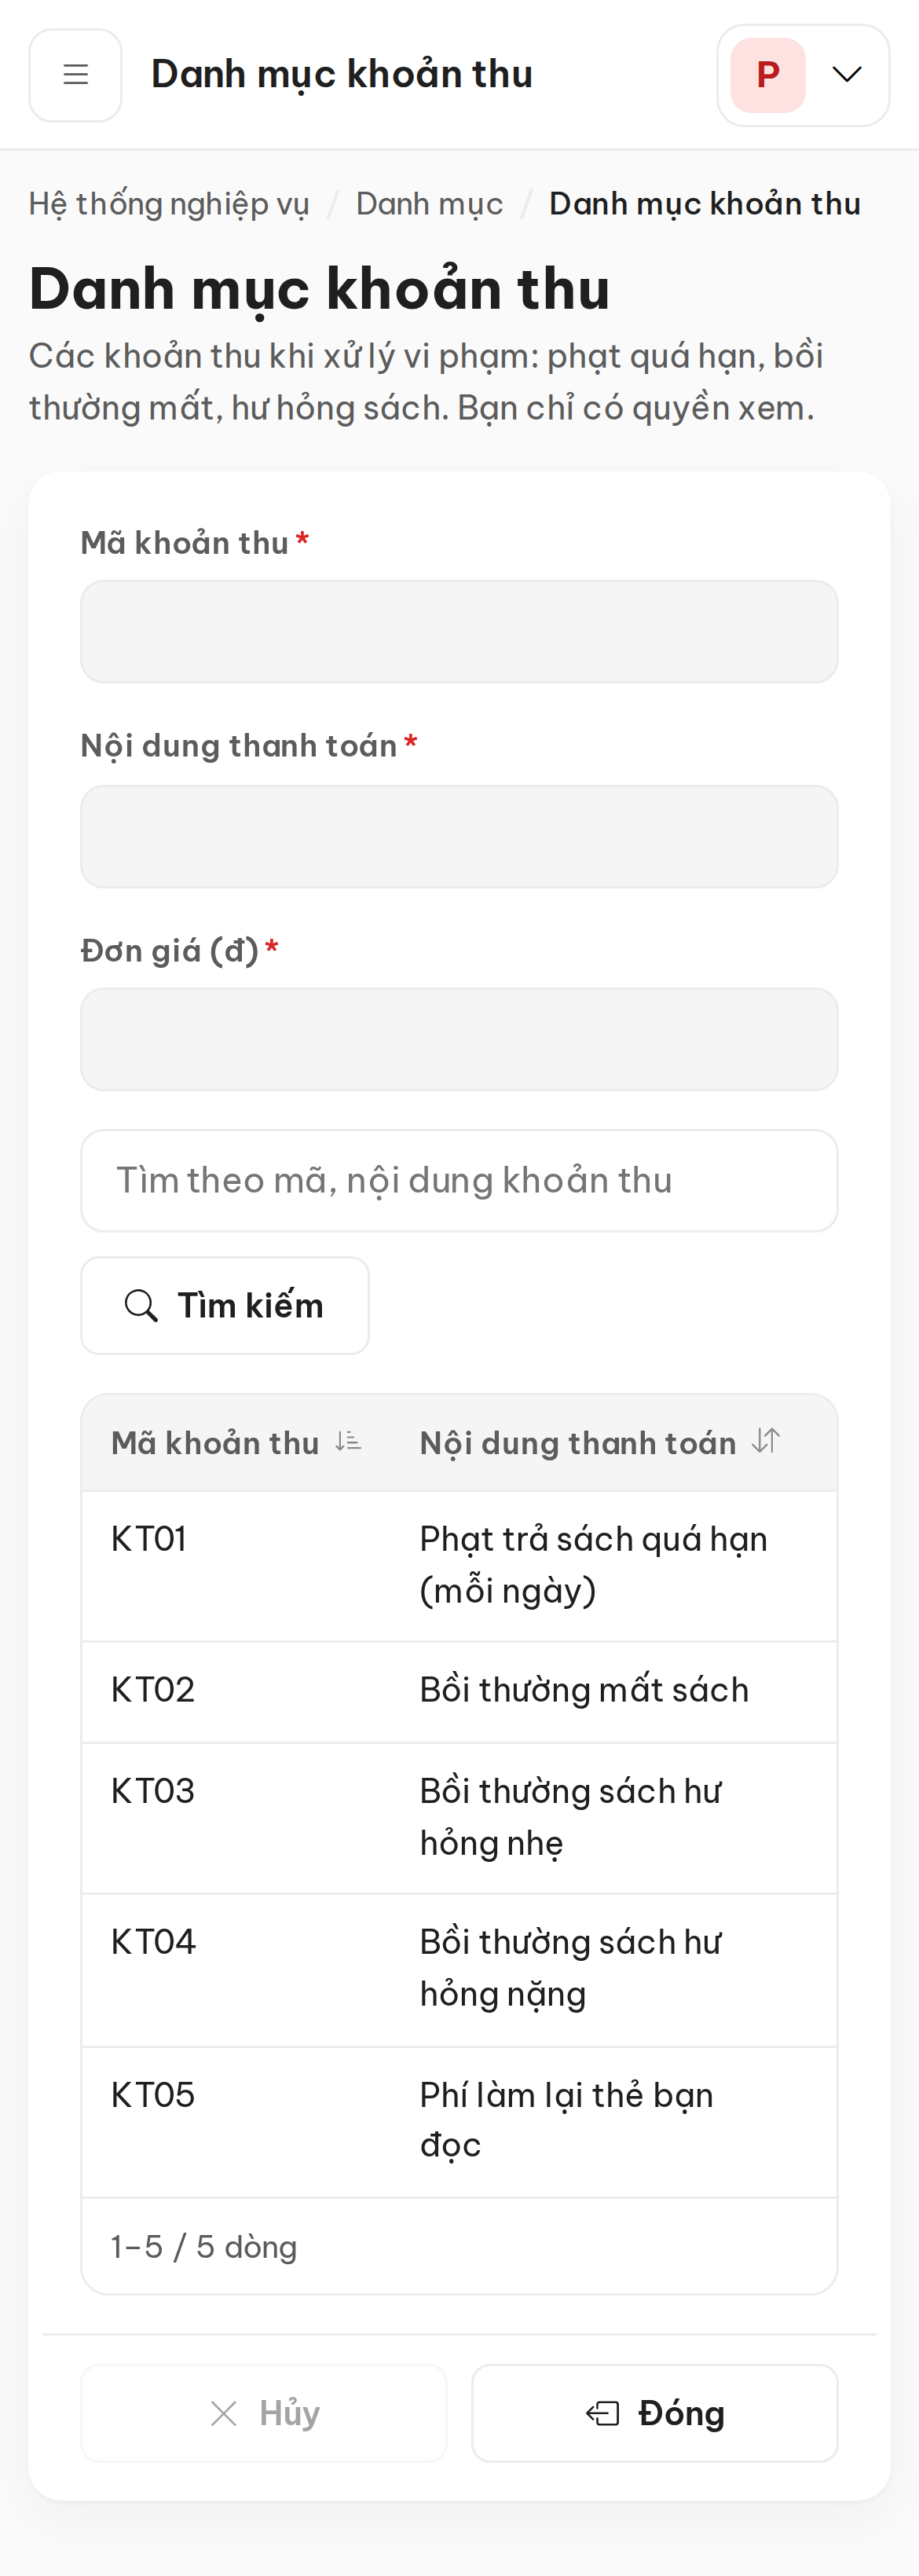 Danh mục khoản thu
P
Hệ thống nghiệp vụ / Danh mục / Danh mục khoản thu
Danh mục khoản thu
Các khoản thu khi xử lý vi phạm: phạt quá hạn, bồi
thường mất, hư hỏng sách. Bạn chỉ có quyền xem.
Mã khoản thu *
Nội dung thanh toán *
Đơn giá (đ) *
Tìm theo mã, nội dung khoản thu
Tìm kiếm
Mã khoản thu Nội dung thanh toán
KT01 Phạt trả sách quá hạn
(mỗi ngày)
KT02 Bồi thường mất sách
KT03 Bồi thường sách hư
hỏng nhẹ
KT04 Bồi thường sách hư
hỏng nặng
KT05 Phí làm lại thẻ bạn
đọc
1–5 / 5 dòng
Hủy Đóng